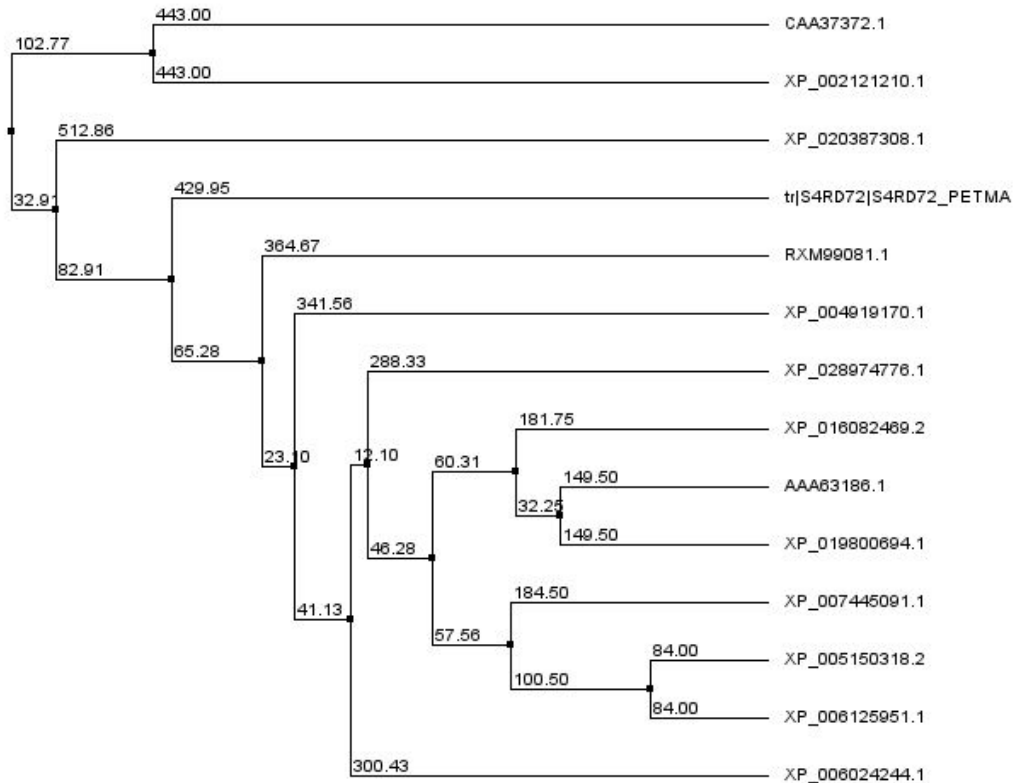 443.00
CAA37372.1
102.77
443.00
XP_002121210.1
512.86
XP_020387308.1
32.91
429.95
tr|S4RD72|S4RD72_PETMA
82.91
364.67
RXM99081.1
341.56
XP_004919170.1
65.28
288.33
XP_028974776.1
181.75
XP_016082469.2
23.10
12.10
60.31
149.50
AAA63186.1
32.25
149.50
XP_019800694.1
46.28
184.50
XP_007445091.1
41.13
57.56
84.00
XP_005150318.2
100.50
84.00
XP_006125951.1
300.43
XP_006024244.1